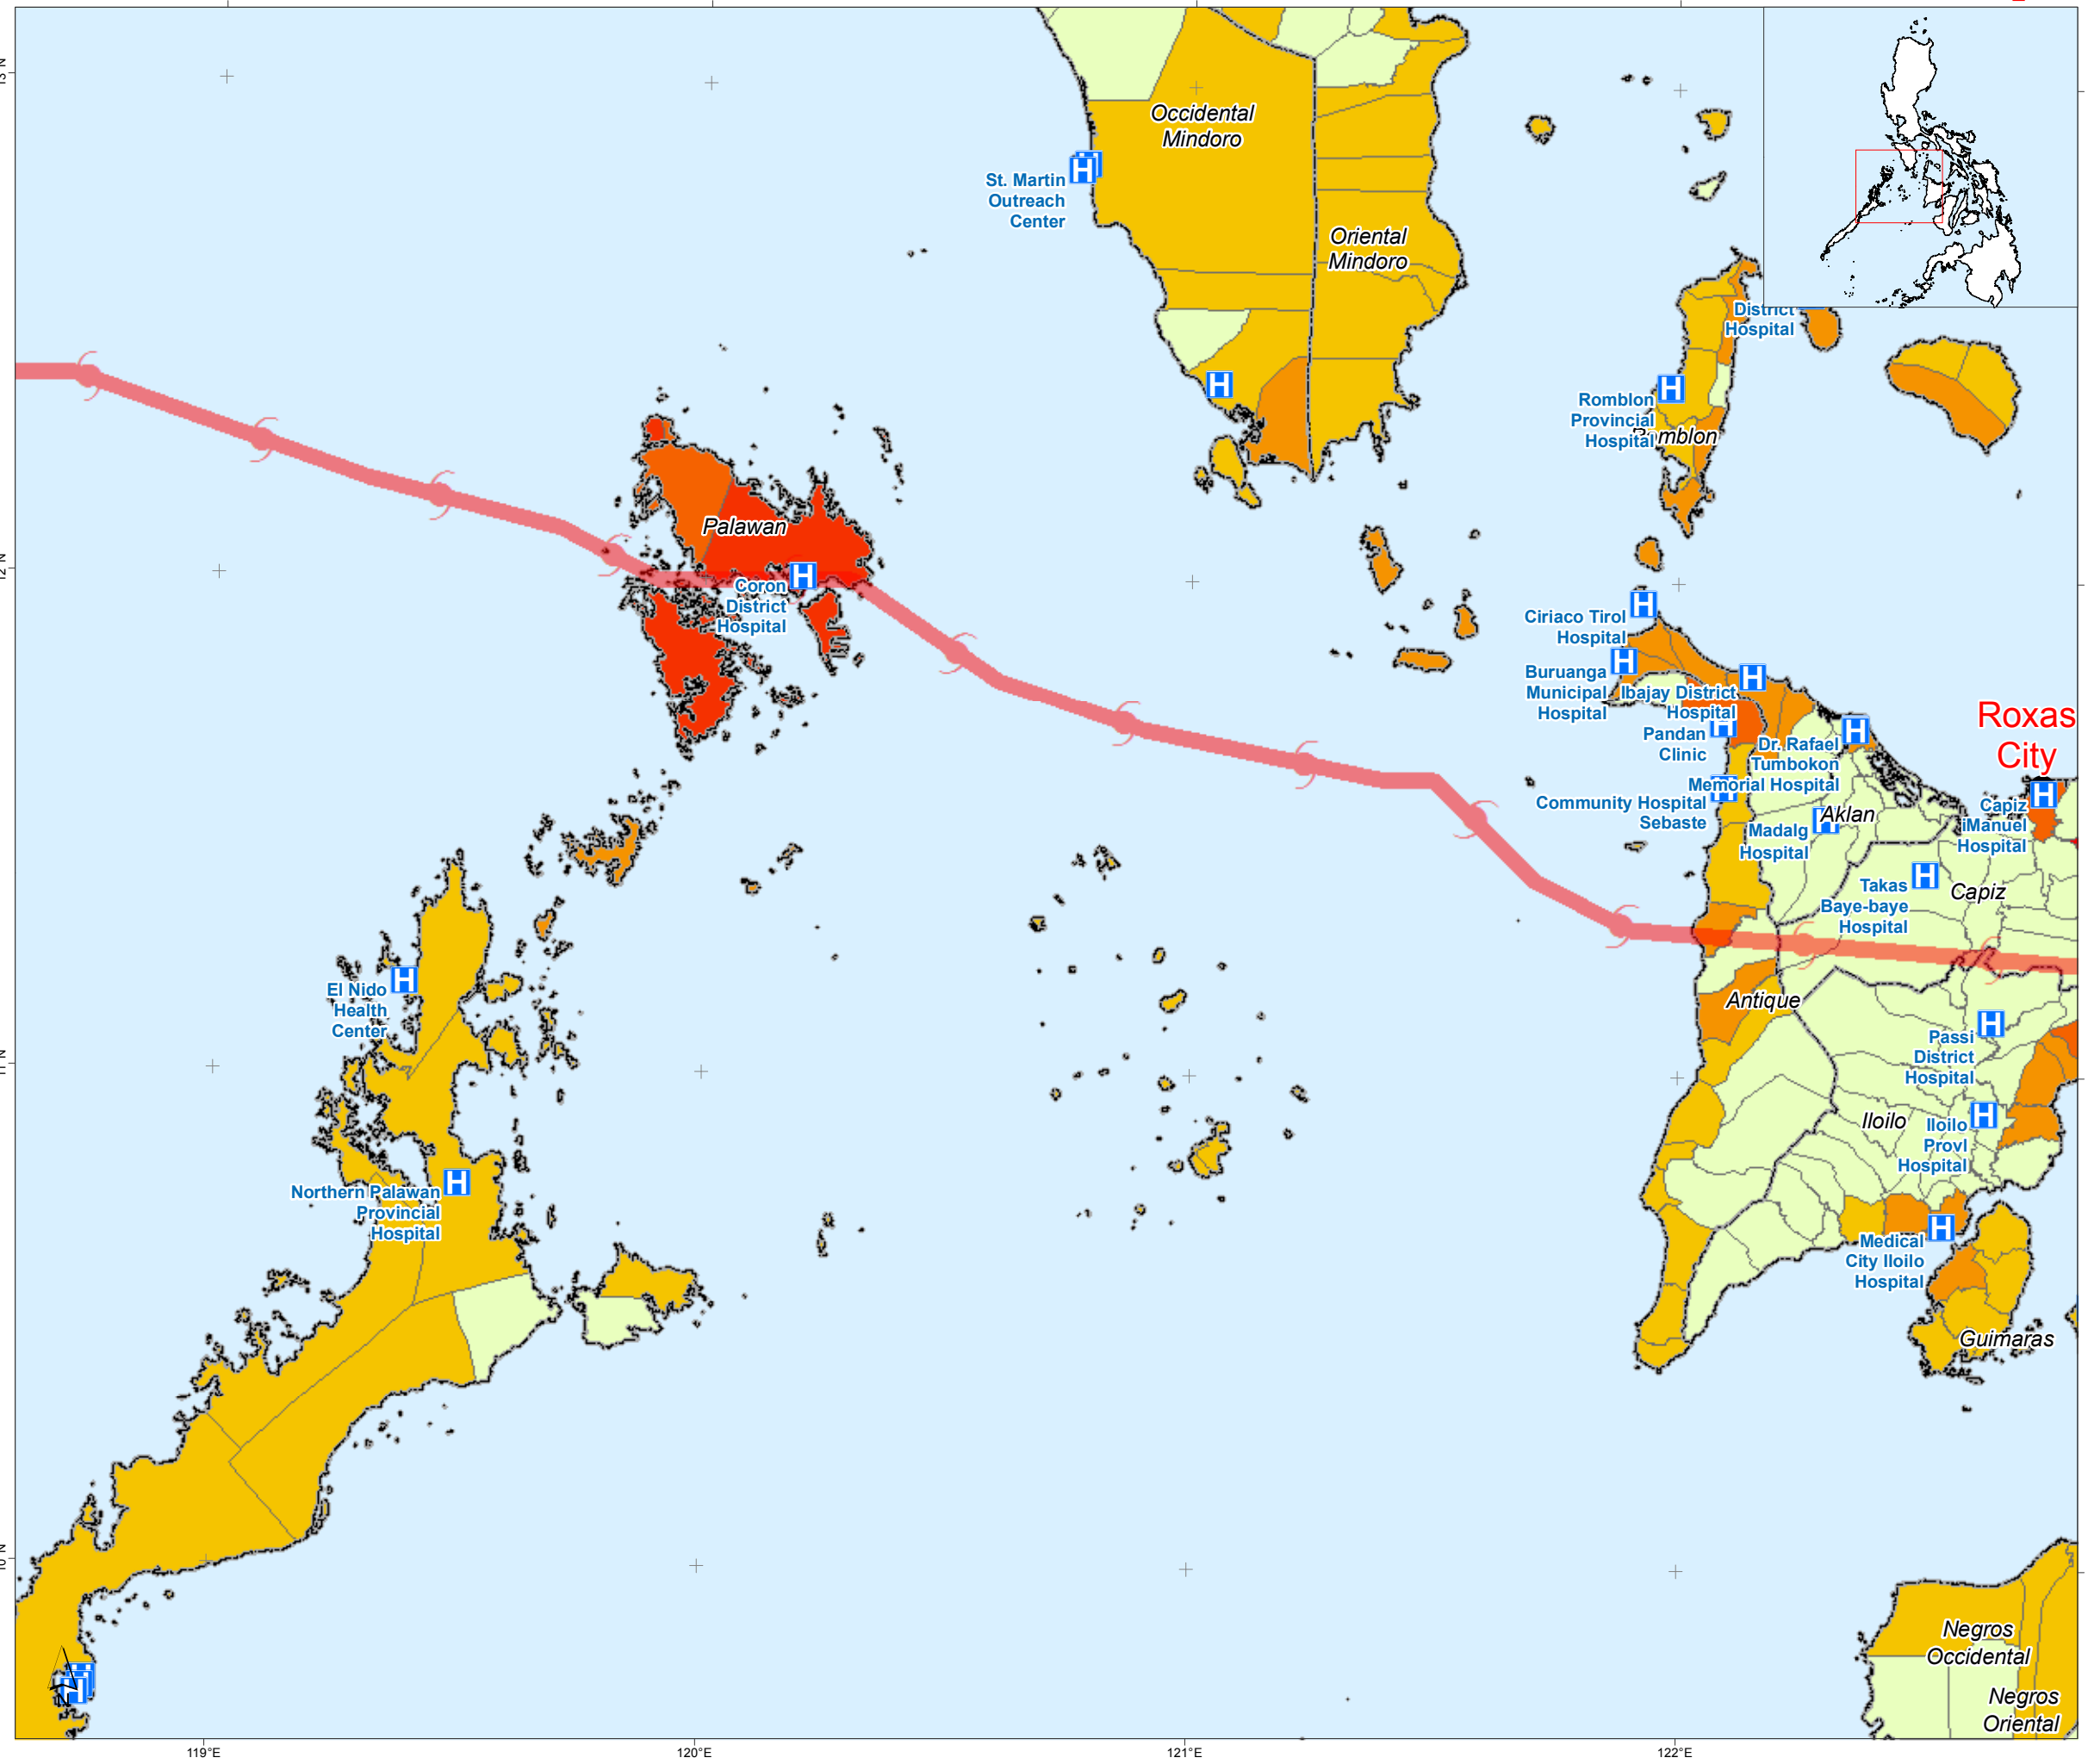 Occidental
Mindoro
St. Martin
Outreach
Center
Oriental
Mindoro
District
Hospital
Romblon
Provincial
Hospital
Romblon
Palawan
Coron
District
Hospital
Ciriaco Tirol
Hospital
Buruanga
Municipal
Hospital
Ibajay District
Hospital
Pandan
Clinic
Dr. Rafael
Tumbokon
Memorial Hospital
Community Hospital
Sebaste
Roxas
City
Capiz
iManuel
Hospital
Aklan
Madalg
Hospital
Takas
Baye-baye
Hospital
Capiz
El Nido
Health
Center
Antique
Passi
District
Hospital
Iloilo
Iloilo
Provl
Hospital
Northern Palawan
Provincial
Hospital
Medical
City Iloilo
Hospital
Guimaras
Negros
Occidental
Negros
Oriental
119°E
120°E
121°E
122°E